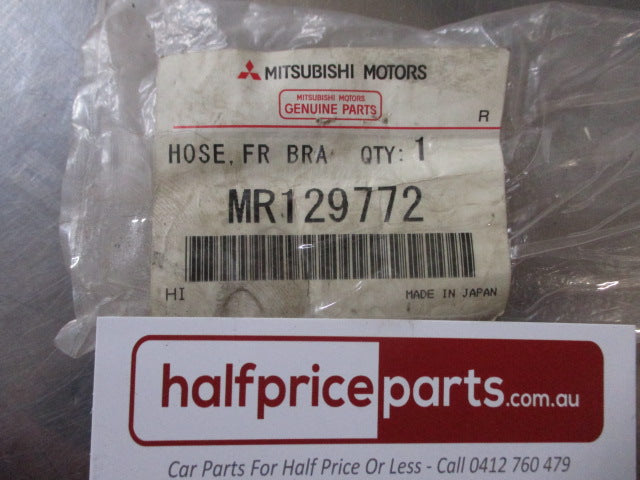 MITSUBISHI MOTORS
MITSUBISHI MOTORS
GENUINE PARTS
R
HOSE, FR BRA QTY: 1
MR129772
HI MADE IN JAPAN
halfpriceparts.com.au
Car Parts For Half Price Or Less - Call 0412 760 479